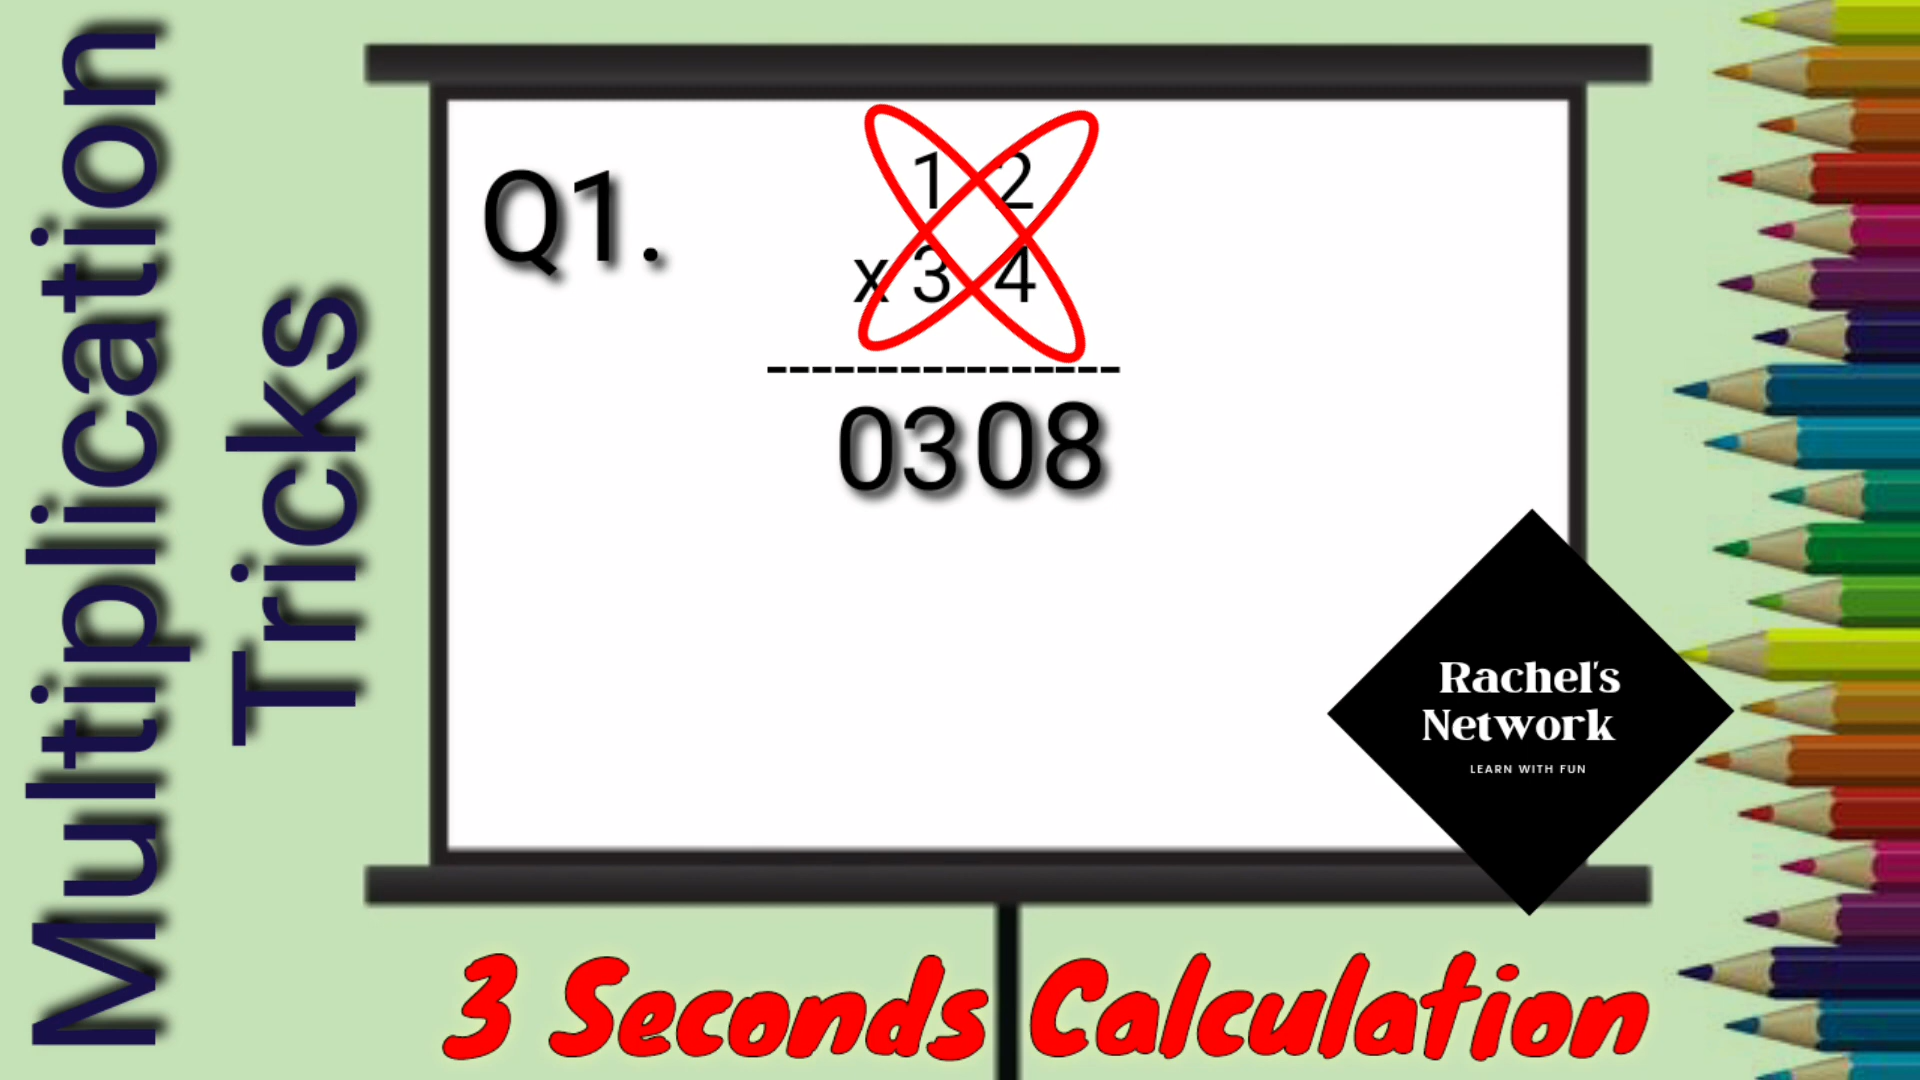 Multiplication
Tricks
Q1.
1 2
x 3 4
----------------
0308
Rachel's
Network
LEARN WITH FUN
3 Seconds Calculation